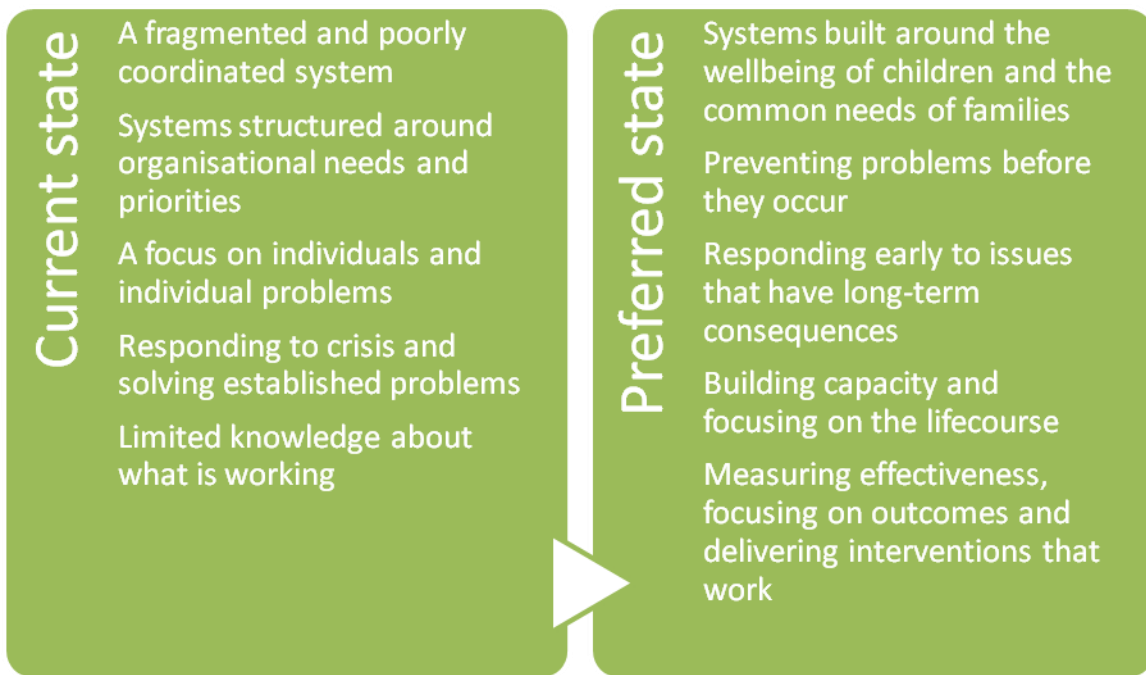 Current state
A fragmented and poorly
coordinated system
Systems structured around
organisational needs and
priorities
A focus on individuals and
individual problems
Responding to crisis and
solving established problems
Limited knowledge about
what is working
Preferred state
Systems built around the
wellbeing of children and the
common needs of families
Preventing problems before
they occur
Responding early to issues
that have long-term
consequences
Building capacity and
focusing on the lifecourse
Measuring effectiveness,
focusing on outcomes and
delivering interventions that
work